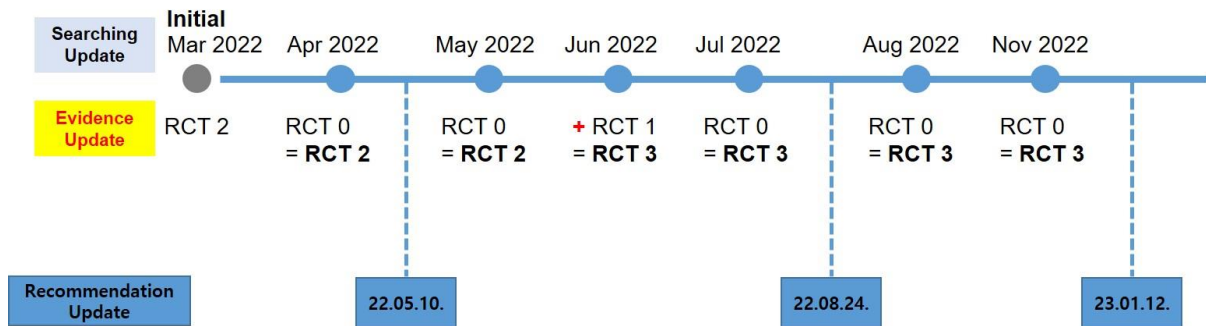 Searching
Update
Initial
Mar 2022 Apr 2022 May 2022 Jun 2022 Jul 2022 Aug 2022 Nov 2022
Evidence
Update
RCT 2 RCT 0 RCT 0 + RCT 1 RCT 0 RCT 0 RCT 0
= RCT 2 = RCT 2 = RCT 3 = RCT 3 = RCT 3 = RCT 3
Recommendation
Update
22.05.10. 22.08.24. 23.01.12.